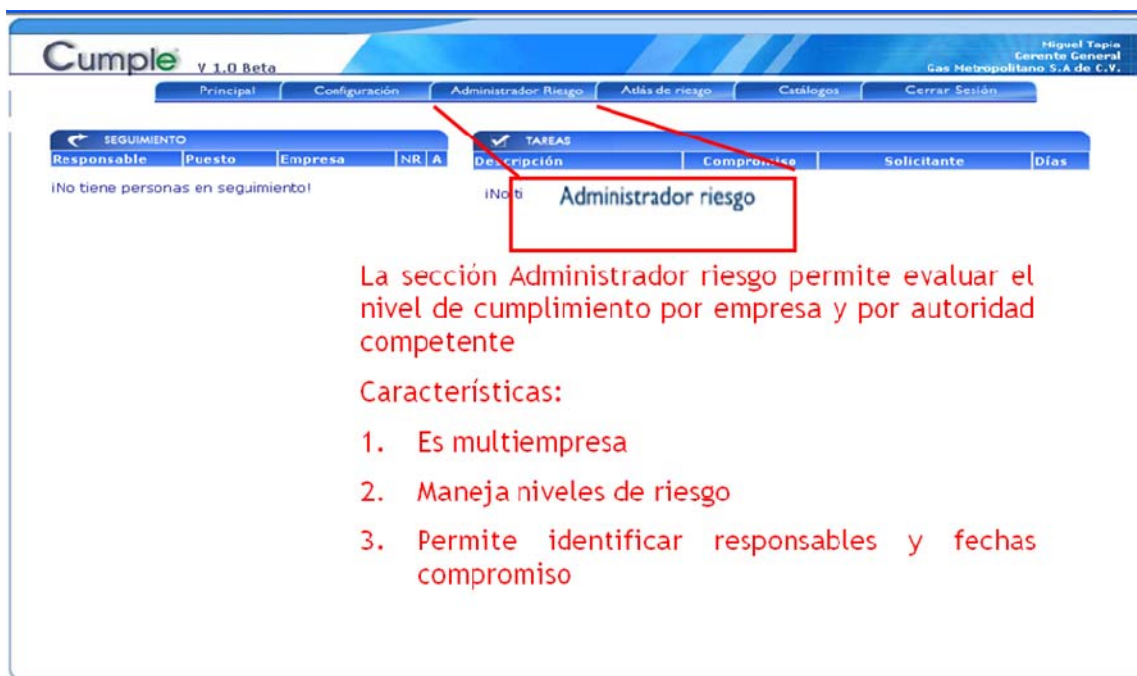 Cumple V 1.0 Beta
Miguel Tapia
Gerente General
Gas Metropolitano S.A de C.V.
Principal Configuración Administrador Riesgo Atlás de riesgo Catálogos Cerrar Sesión
SEGUIMIENTO
Responsable Puesto Empresa NR A
¡No tiene personas en seguimiento!
TAREAS
Descripción Compromiso Solicitante Días
¡No ti
Administrador riesgo
La sección Administrador riesgo permite evaluar el
nivel de cumplimiento por empresa y por autoridad
competente
Características:
1. Es multiempresa
2. Maneja niveles de riesgo
3. Permite identificar responsables y fechas
compromiso